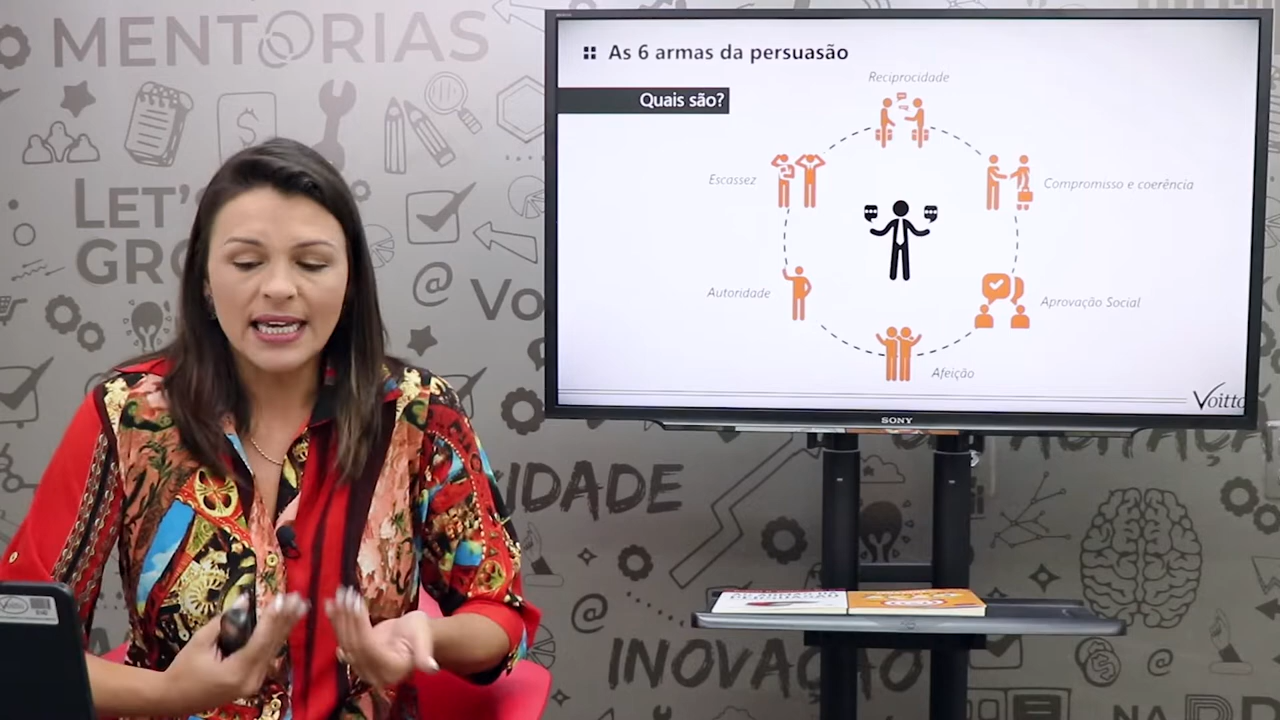 MENTORIAS
LET'S
GRO
VO
As 6 armas da persuasão
Quais são?
Reciprocidade
Escassez
Compromisso e coerência
Autoridade
Aprovação Social
Afeição
Voitto
SONY
IDADE
INOVAÇÃO